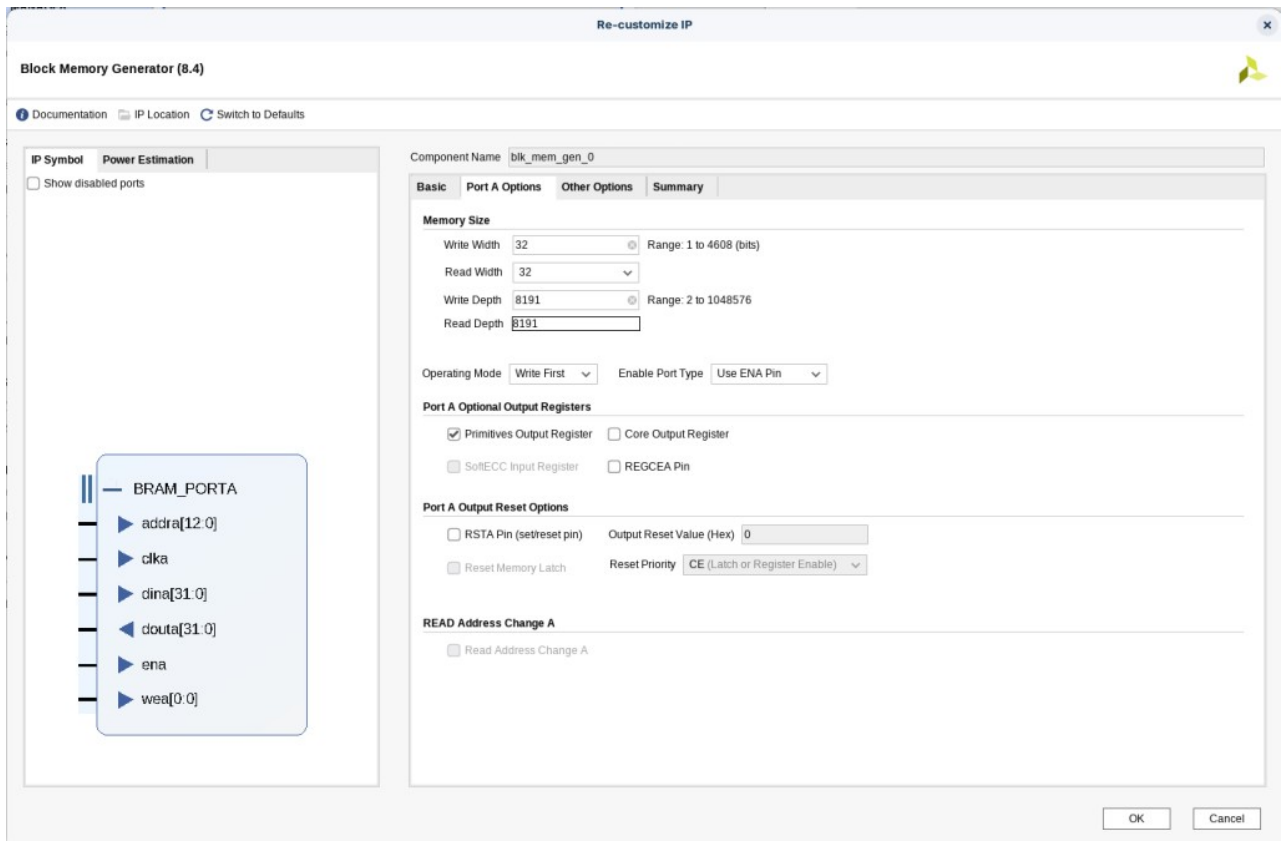 Re-customize IP
Block Memory Generator (8.4)
Documentation IP Location Switch to Defaults
IP Symbol Power Estimation
Show disabled ports
BRAM_PORTA
addra[12:0]
clka
dina[31:0]
douta[31:0]
ena
wea[0:0]
Component Name blk_mem_gen_0
Basic Port A Options Other Options Summary
Memory Size
Write Width 32 Range: 1 to 4608 (bits)
Read Width 32
Write Depth 8191 Range: 2 to 1048576
Read Depth 8191
Operating Mode Write First Enable Port Type Use ENA Pin
Port A Optional Output Registers
Primitives Output Register Core Output Register
SoftECC Input Register REGCEA Pin
Port A Output Reset Options
RSTA Pin (set/reset pin) Output Reset Value (Hex) 0
Reset Memory Latch Reset Priority CE (Latch or Register Enable)
READ Address Change A
Read Address Change A
OK Cancel